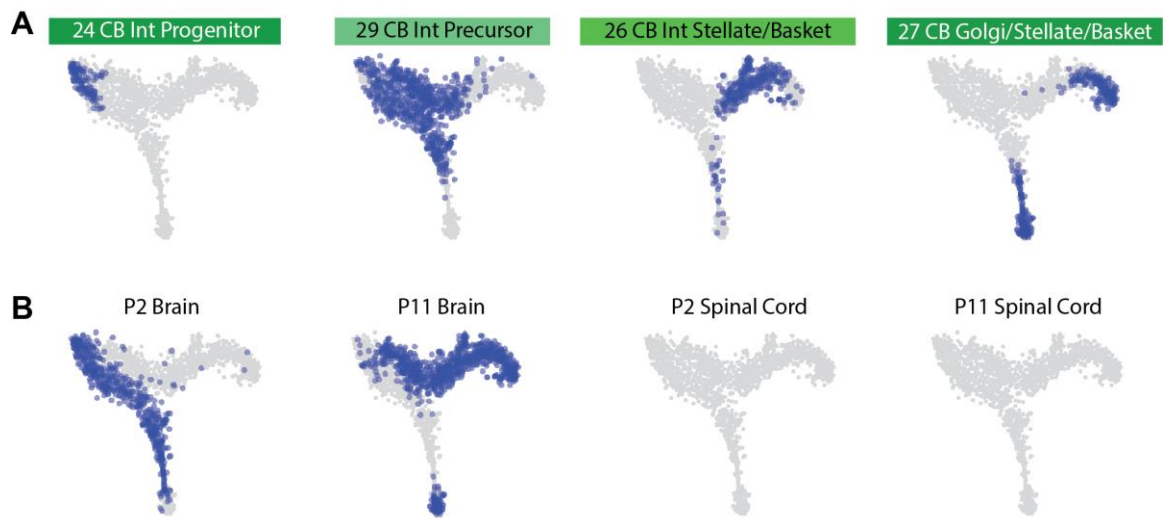 A
24 CB Int Progenitor
29 CB Int Precursor
26 CB Int Stellate/Basket
27 CB Golgi/Stellate/Basket
B
P2 Brain
P11 Brain
P2 Spinal Cord
P11 Spinal Cord